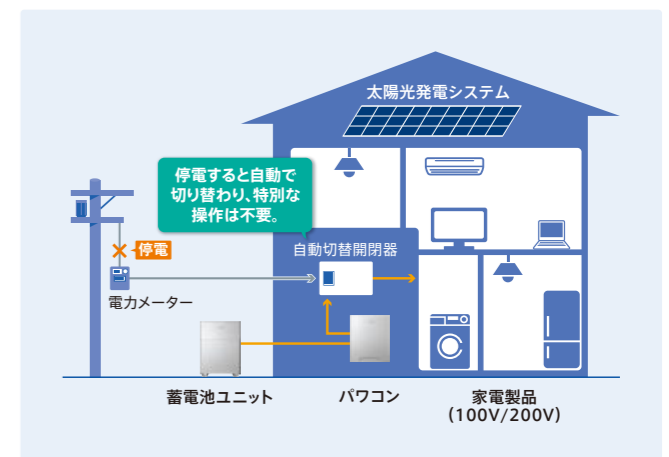 太陽光発電システム
停電すると自動で
切り替わり、特別な
操作は不要。
停電
自動切替開閉器
電力メーター
蓄電池ユニット
パワコン
家電製品
(100V/200V)